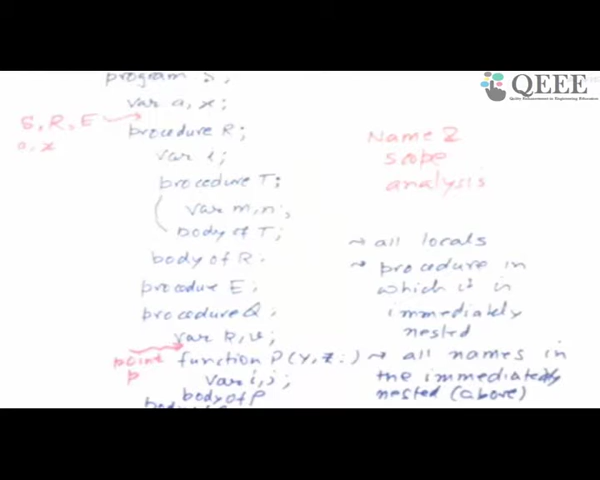 QEEE
Quality Enhancement in Engineering Education
program S;
var a, x;
S, R, E
a, x
procedure R;
var i;
procedure T;
var m, n;
body of T;
body of R.
procedure E;
procedure Q;
var R, v;
point
P
function P (Y, Z:)
var i, j;
body of P
Name &
scope
analysis
→ all locals
→ procedure in
which it is
immediately
nested
→ all names in
the immediately
nested (above)